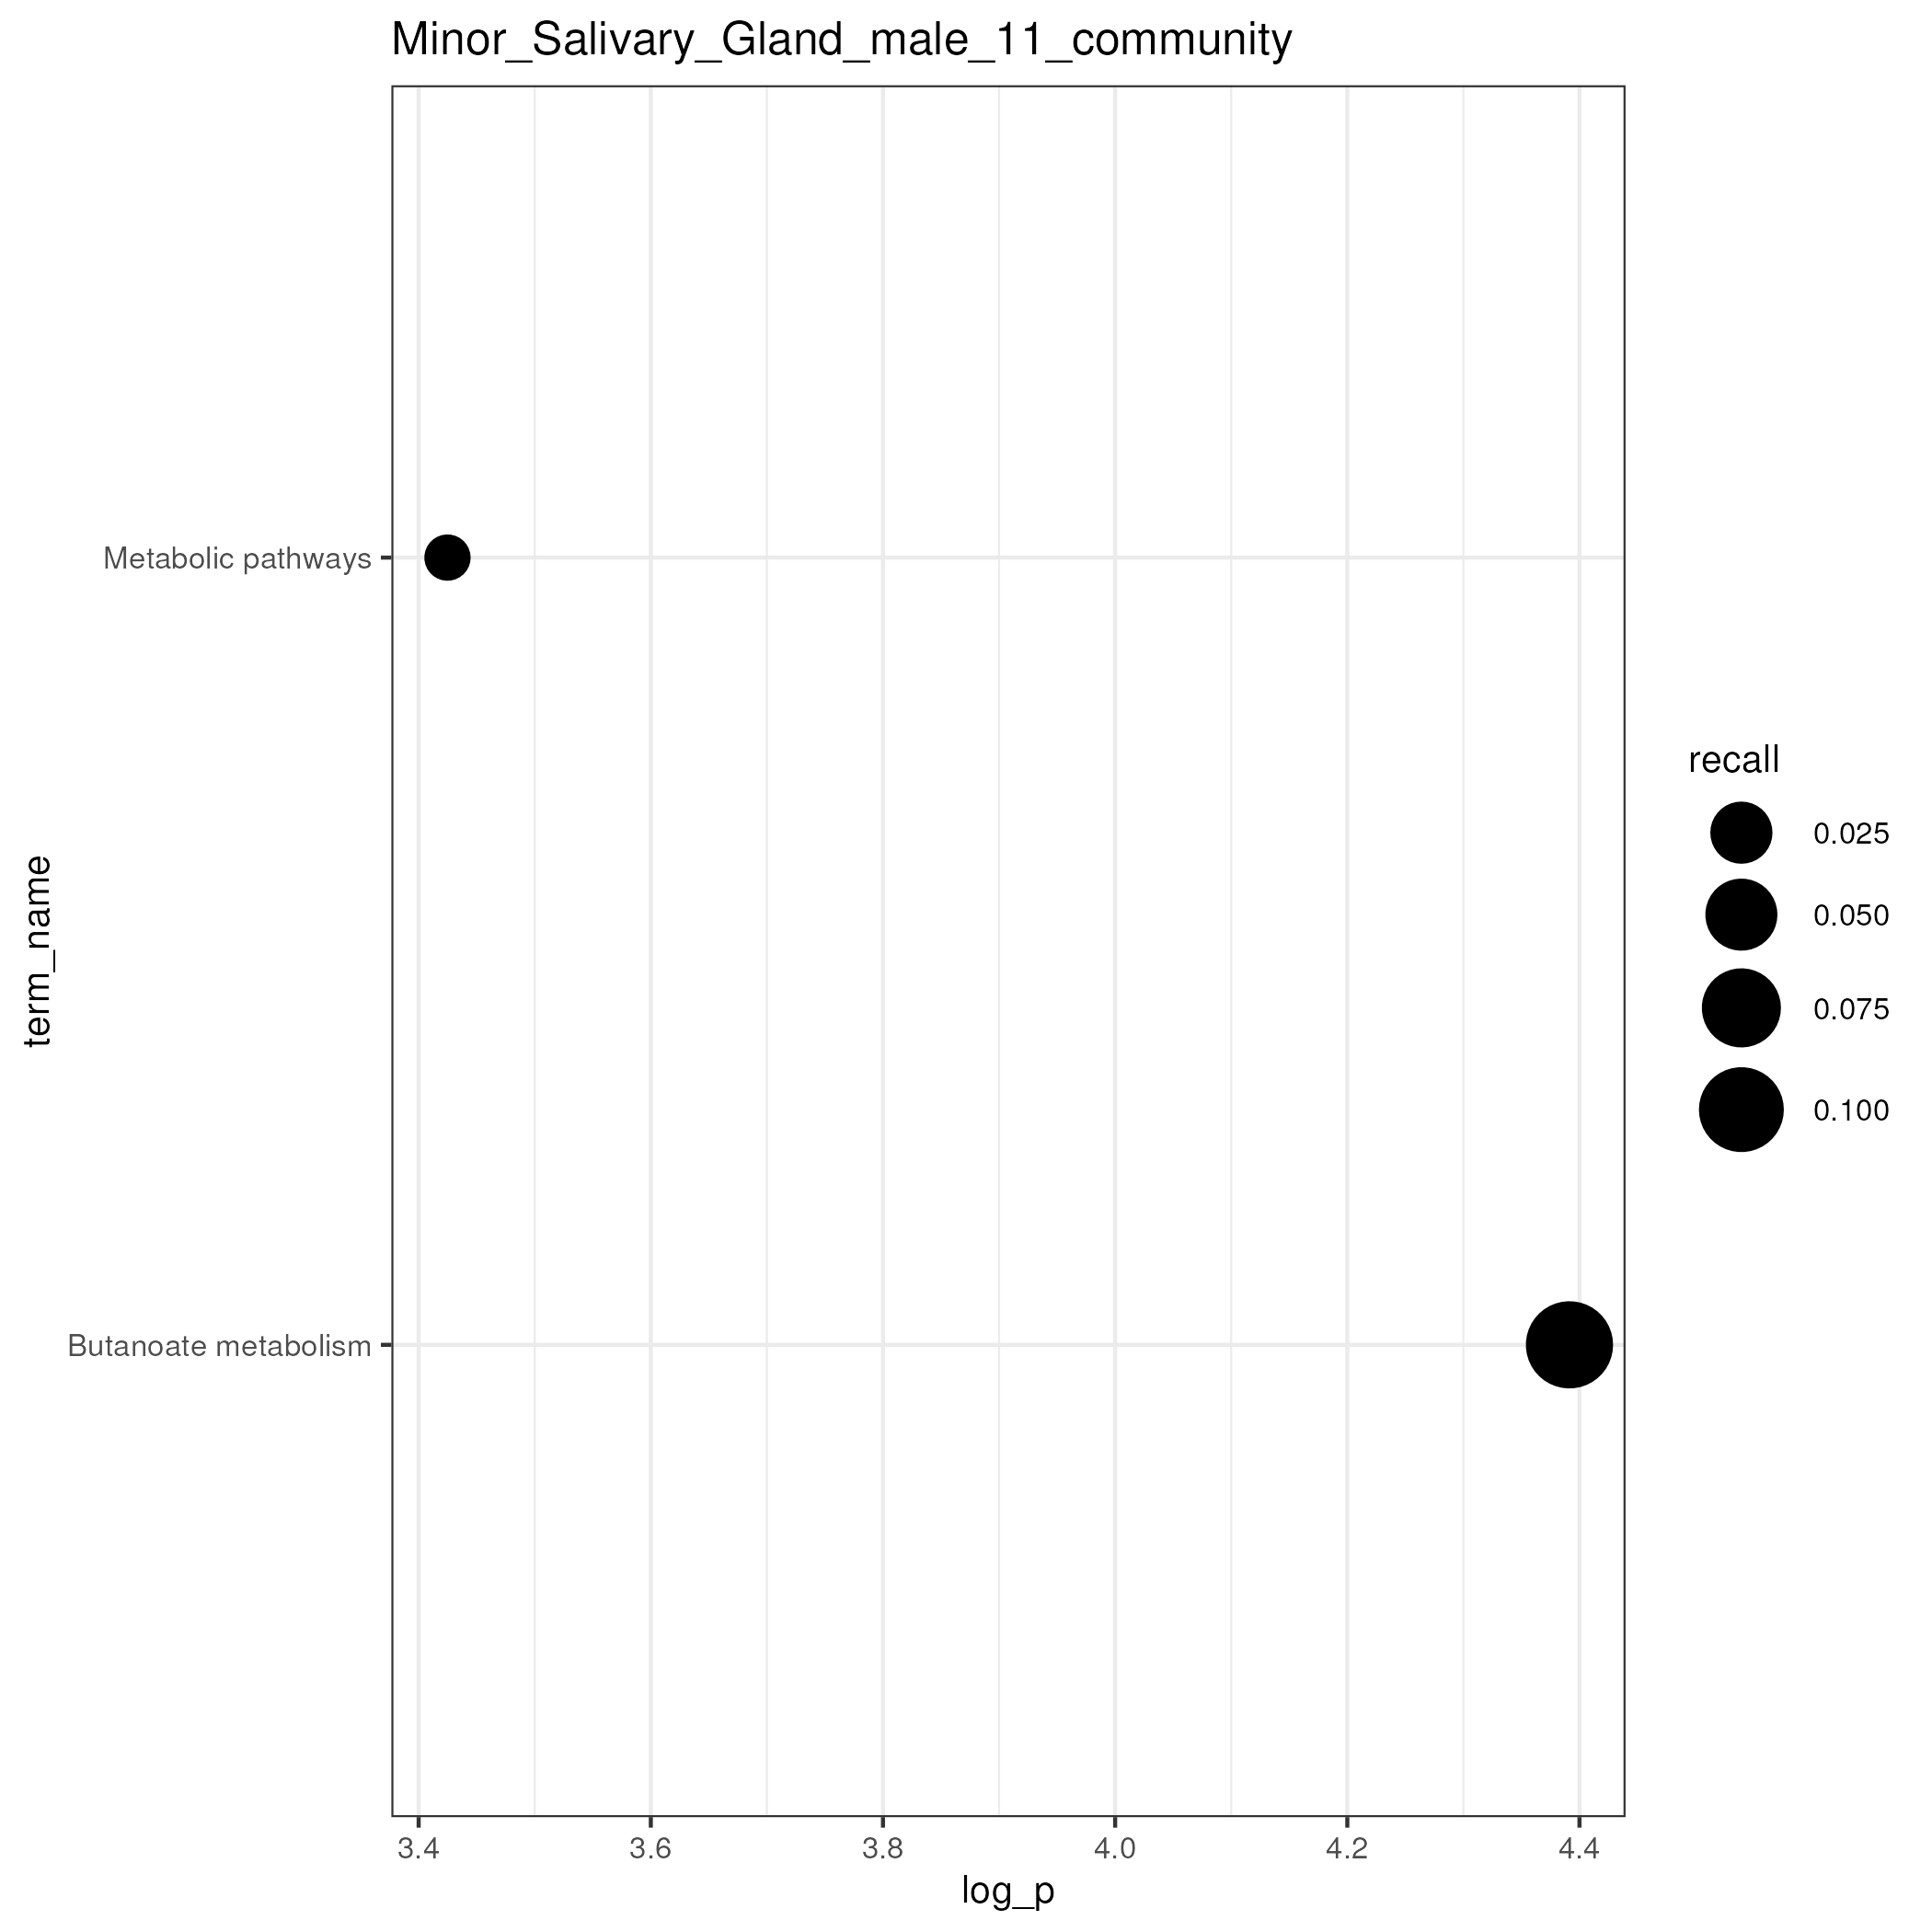 Minor_Salivary_Gland_male_11_community
term_name
Metabolic pathways
Butanoate metabolism
3.4 3.6 3.8 4.0 4.2 4.4
log_p
recall
0.025
0.050
0.075
0.100